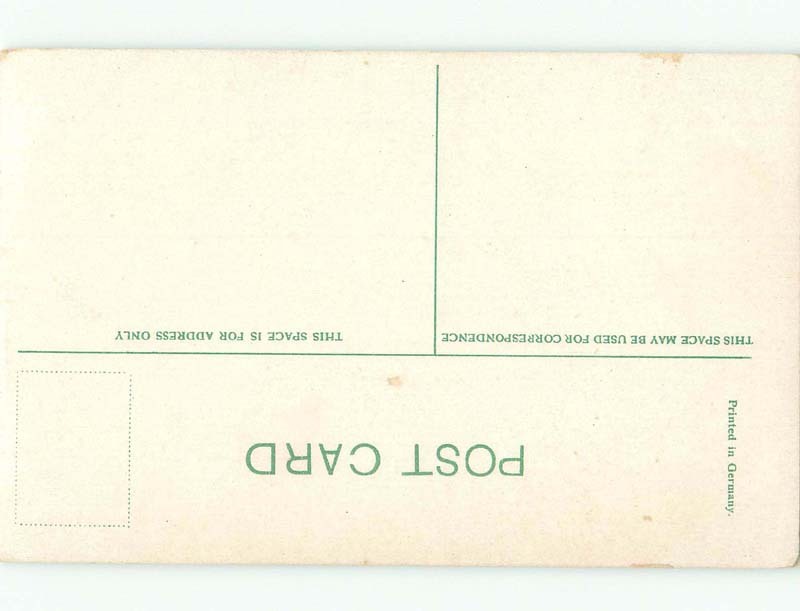 Printed in Germany.
POST CARD
THIS SPACE MAY BE USED FOR CORRESPONDENCE
THIS SPACE IS FOR ADDRESS ONLY